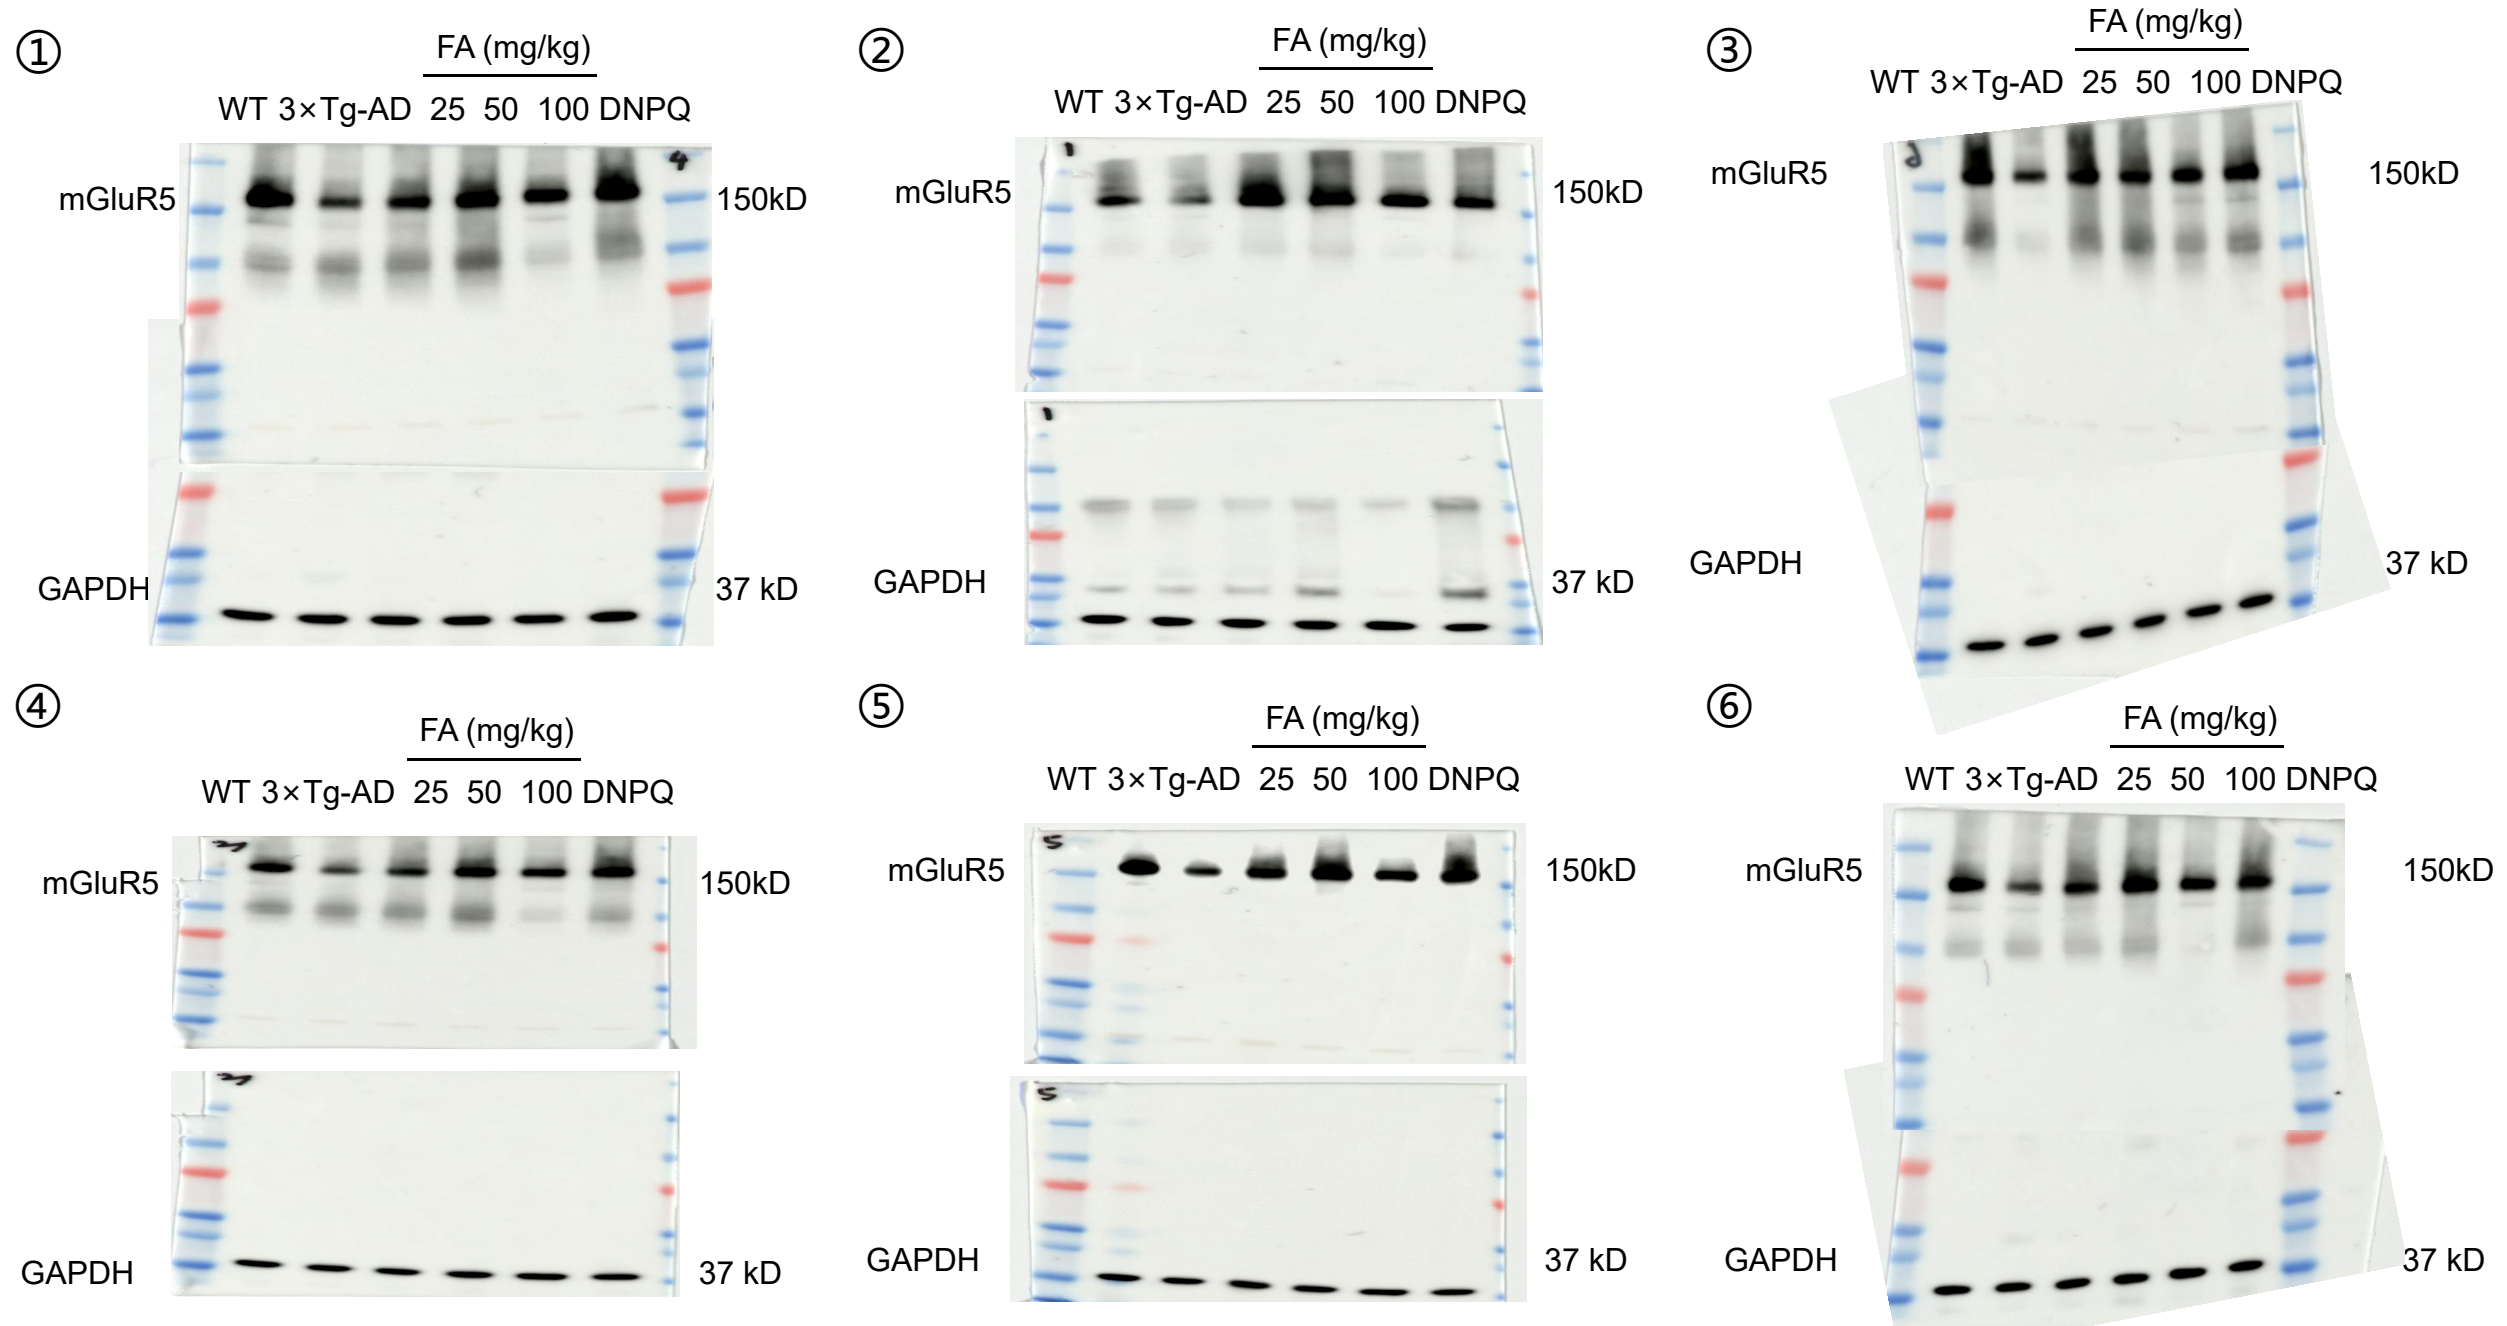 ①
FA (mg/kg)
WT 3×Tg-AD 25 50 100 DNPQ
4
mGluR5
150kD
GAPDH
37 kD
②
FA (mg/kg)
WT 3×Tg-AD 25 50 100 DNPQ
1
mGluR5
150kD
1
GAPDH
37 kD
③
FA (mg/kg)
WT 3×Tg-AD 25 50 100 DNPQ
mGluR5
150kD
GAPDH
37 kD
④
FA (mg/kg)
WT 3×Tg-AD 25 50 100 DNPQ
mGluR5
150kD
GAPDH
37 kD
⑤
FA (mg/kg)
WT 3×Tg-AD 25 50 100 DNPQ
5
mGluR5
150kD
5
GAPDH
37 kD
⑥
FA (mg/kg)
WT 3×Tg-AD 25 50 100 DNPQ
mGluR5
150kD
GAPDH
37 kD